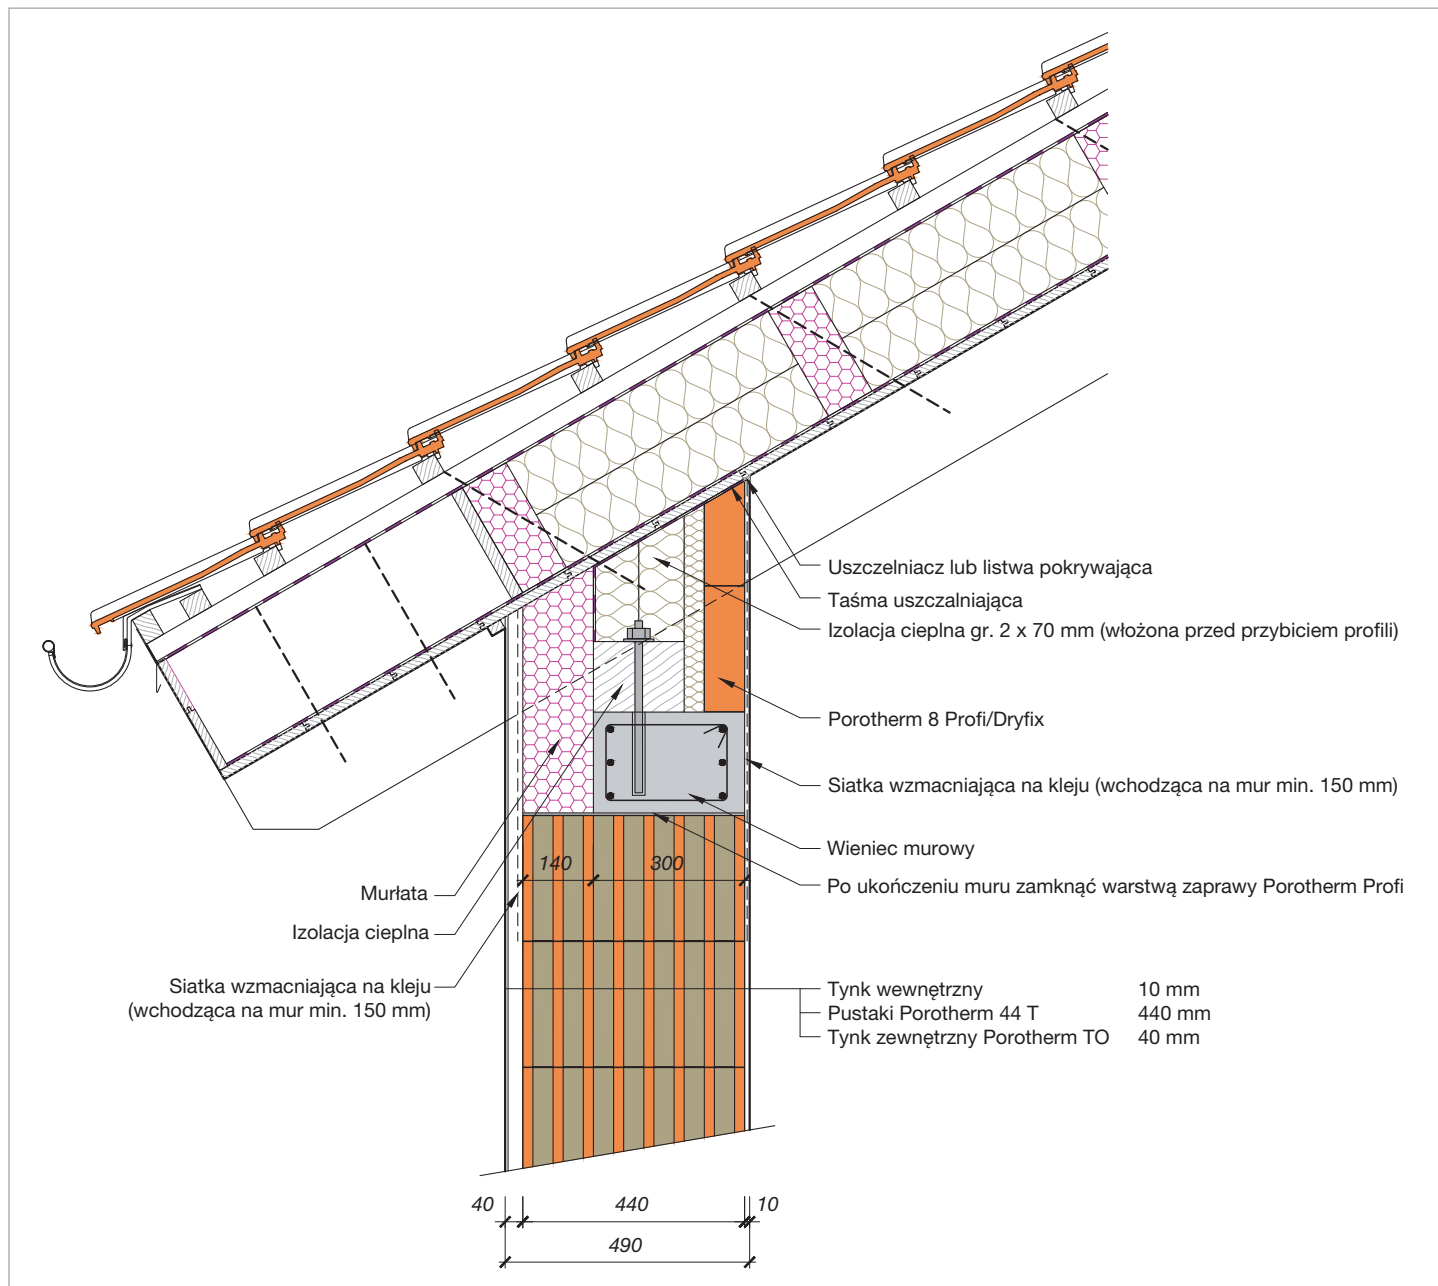 Uszczelniacz lub listwa pokrywająca
Taśma uszczalniająca
Izolacja cieplna gr. 2 x 70 mm (włożona przed przybiciem profili)
Porotherm 8 Profi/Dryfix
Siatka wzmacniająca na kleju (wchodząca na mur min. 150 mm)
Wieniec murowy
Po ukończeniu muru zamknąć warstwą zaprawy Porotherm Profi
140 300
Murłata
Izolacja cieplna
Siatka wzmacniająca na kleju
(wchodząca na mur min. 150 mm)
Tynk wewnętrzny 10 mm
Pustaki Porotherm 44 T 440 mm
Tynk zewnętrzny Porotherm TO 40 mm
40 440 10
490